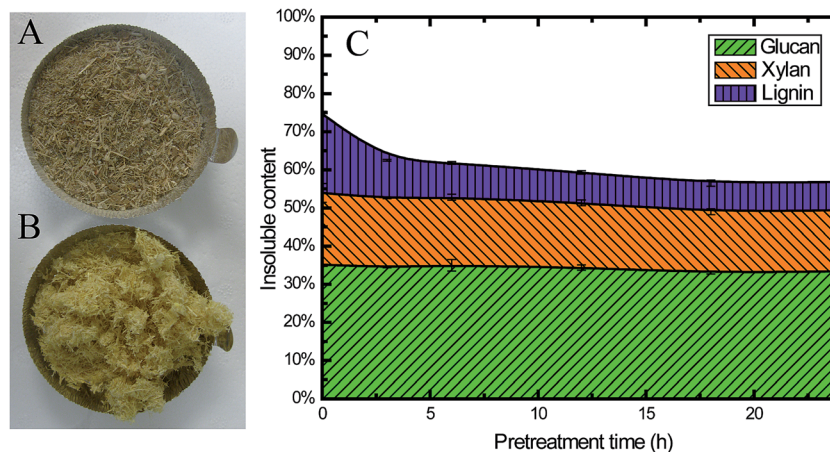 A
B
C
100%
90%
80%
70%
60%
50%
40%
30%
20%
10%
0%
Insoluble content
Glucan
Xylan
Lignin
0
5
10
15
20
Pretreatment time (h)